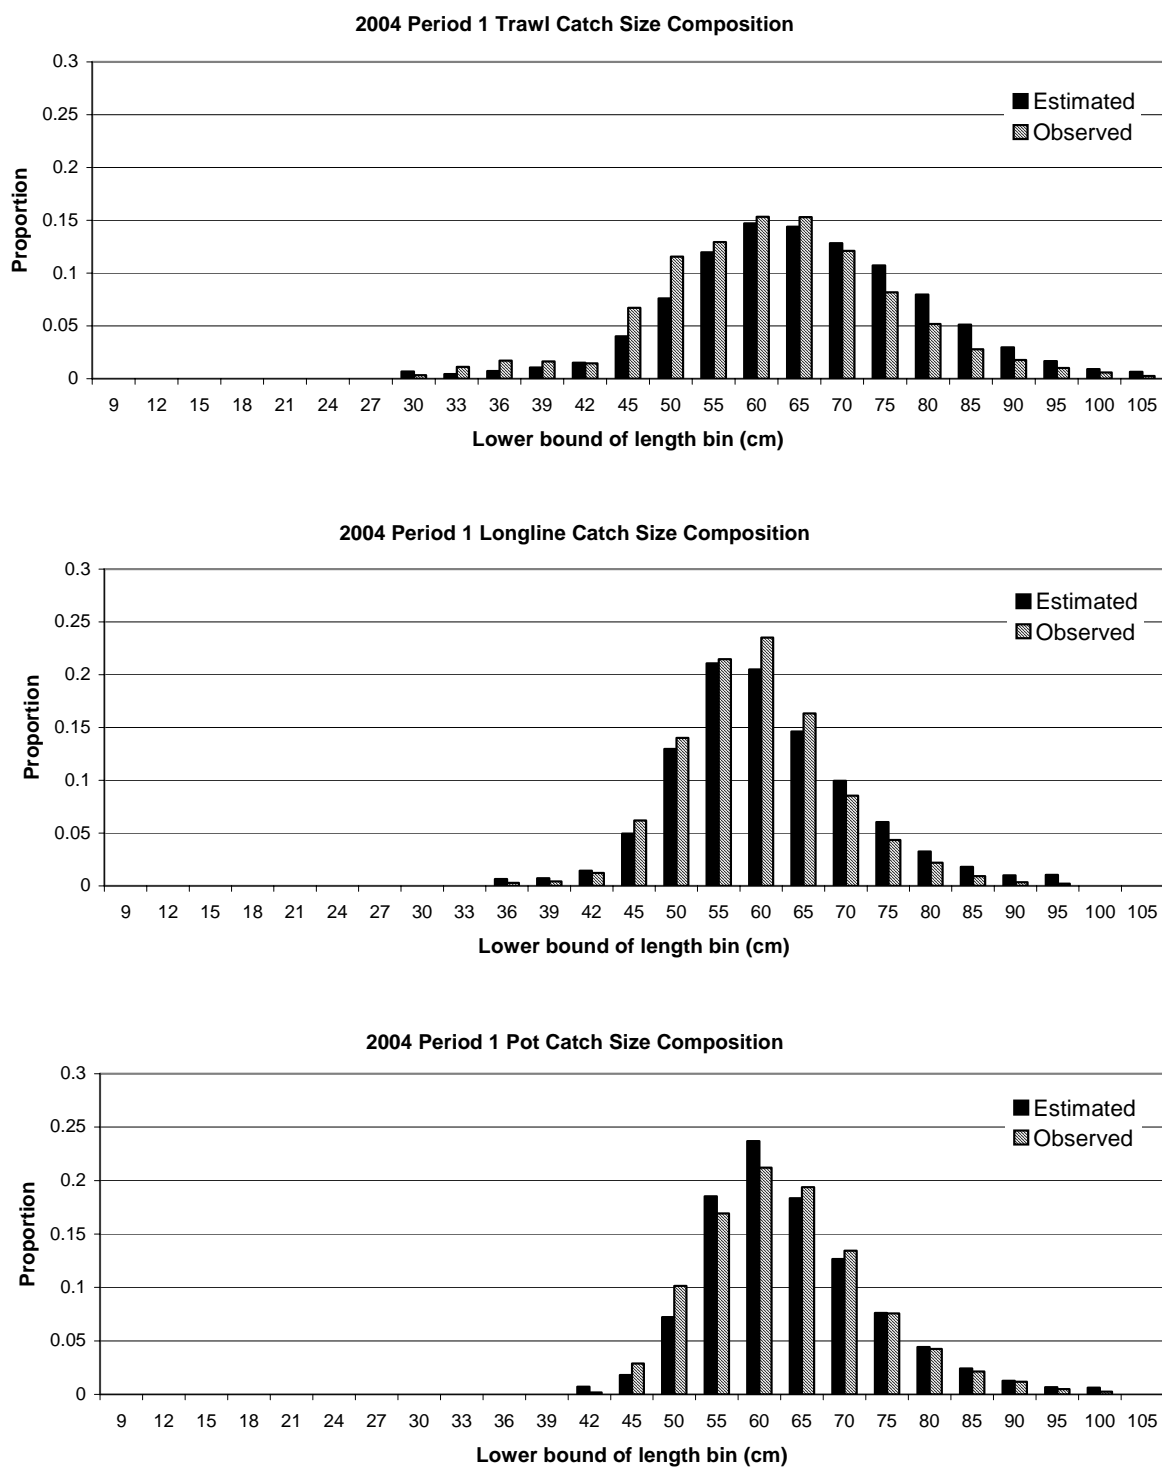 2004 Period 1 Trawl Catch Size Composition
0.3
0.25
0.2
0.15
0.1
0.05
0
Proportion
Estimated
Observed
9 12 15 18 21 24 27 30 33 36 39 42 45 50 55 60 65 70 75 80 85 90 95 100 105
Lower bound of length bin (cm)
2004 Period 1 Longline Catch Size Composition
0.3
0.25
0.2
0.15
0.1
0.05
0
Proportion
Estimated
Observed
9 12 15 18 21 24 27 30 33 36 39 42 45 50 55 60 65 70 75 80 85 90 95 100 105
Lower bound of length bin (cm)
2004 Period 1 Pot Catch Size Composition
0.3
0.25
0.2
0.15
0.1
0.05
0
Proportion
Estimated
Observed
9 12 15 18 21 24 27 30 33 36 39 42 45 50 55 60 65 70 75 80 85 90 95 100 105
Lower bound of length bin (cm)